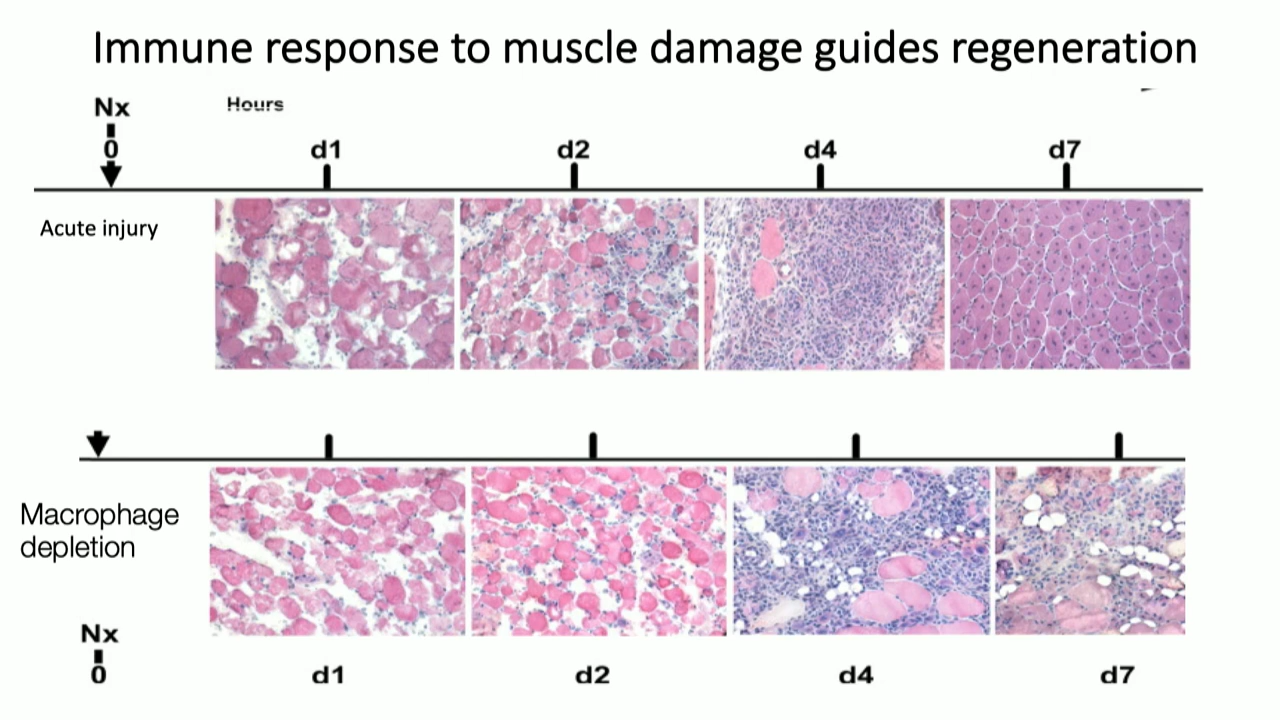 Immune response to muscle damage guides regeneration
Nx
Hours
0
d1
d2
d4
d7
Acute injury
Macrophage
depletion
Nx
0
d1
d2
d4
d7